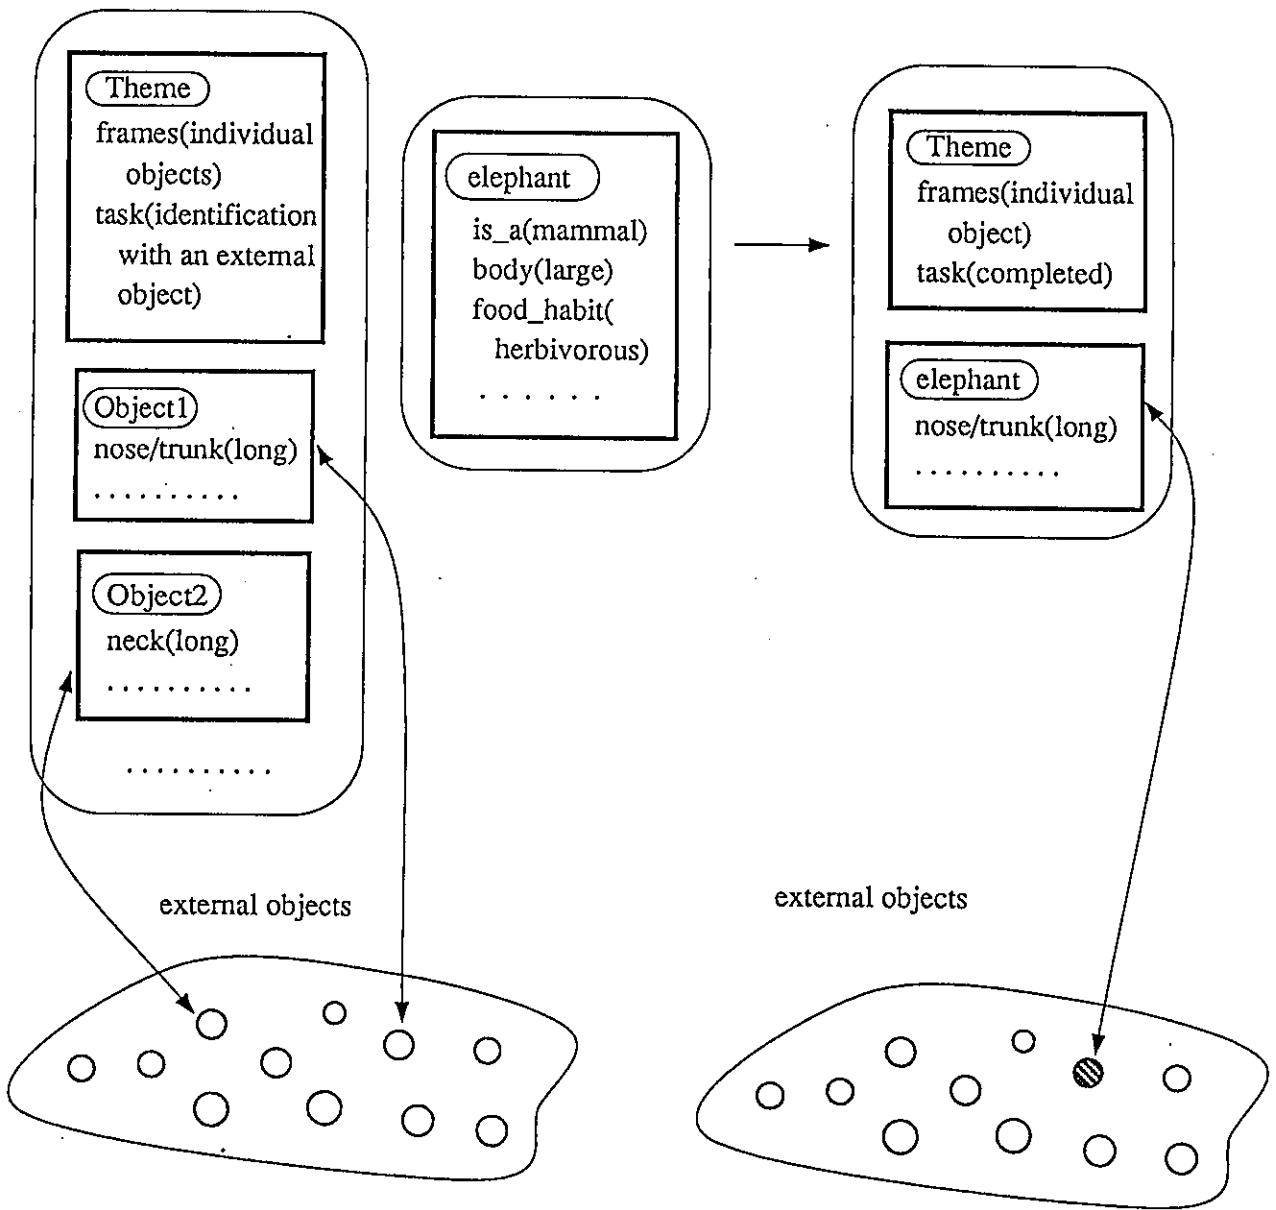 Theme
frames(individual
objects)
task(identification
with an external
object)
Object1
nose/trunk(long)
. . . . . . . . . .
Object2
neck(long)
. . . . . . . . . .
. . . . . . . . . .
elephant
is_a(mammal)
body(large)
food_habit(
herbivorous)
. . . . . .
Theme
frames(individual
object)
task(completed)
elephant
nose/trunk(long)
. . . . . . . . . .
external objects
external objects